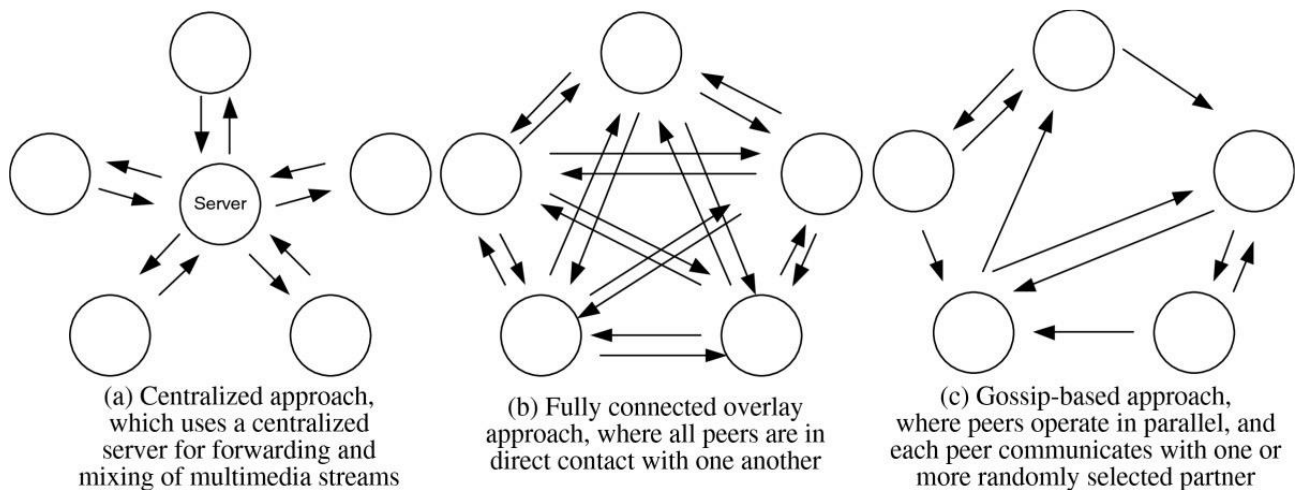 Server
(a) Centralized approach,
which uses a centralized
server for forwarding and
mixing of multimedia streams
(b) Fully connected overlay
approach, where all peers are in
direct contact with one another
(c) Gossip-based approach,
where peers operate in parallel, and
each peer communicates with one or
more randomly selected partner